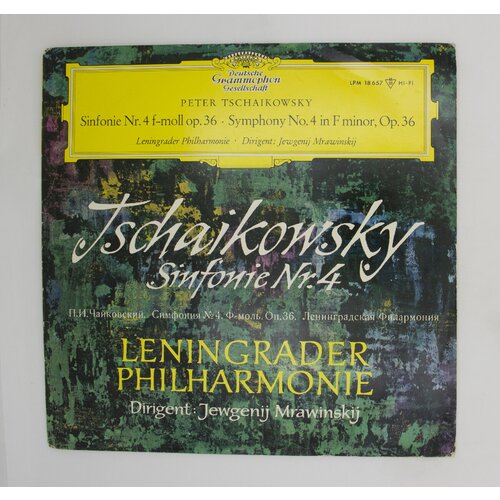 Deutsche
Grammophon
Gesellschaft
LPM 18 657 HI-FI
PETER TSCHAIKOWSKY
Sinfonie Nr. 4 f-moll op. 36 · Symphony No. 4 in F minor, Op. 36
Leningrader Philharmonie · Dirigent: Jewgenij Mrawinskij
Tschaikowsky
Sinfonie Nr. 4
П.И.Чайковский. Симфония №4. Ф-моль. Оп.36. Ленинградская Филармония
LENINGRADER
PHILHARMONIE
Dirigent: Jewgenij Mrawinskij